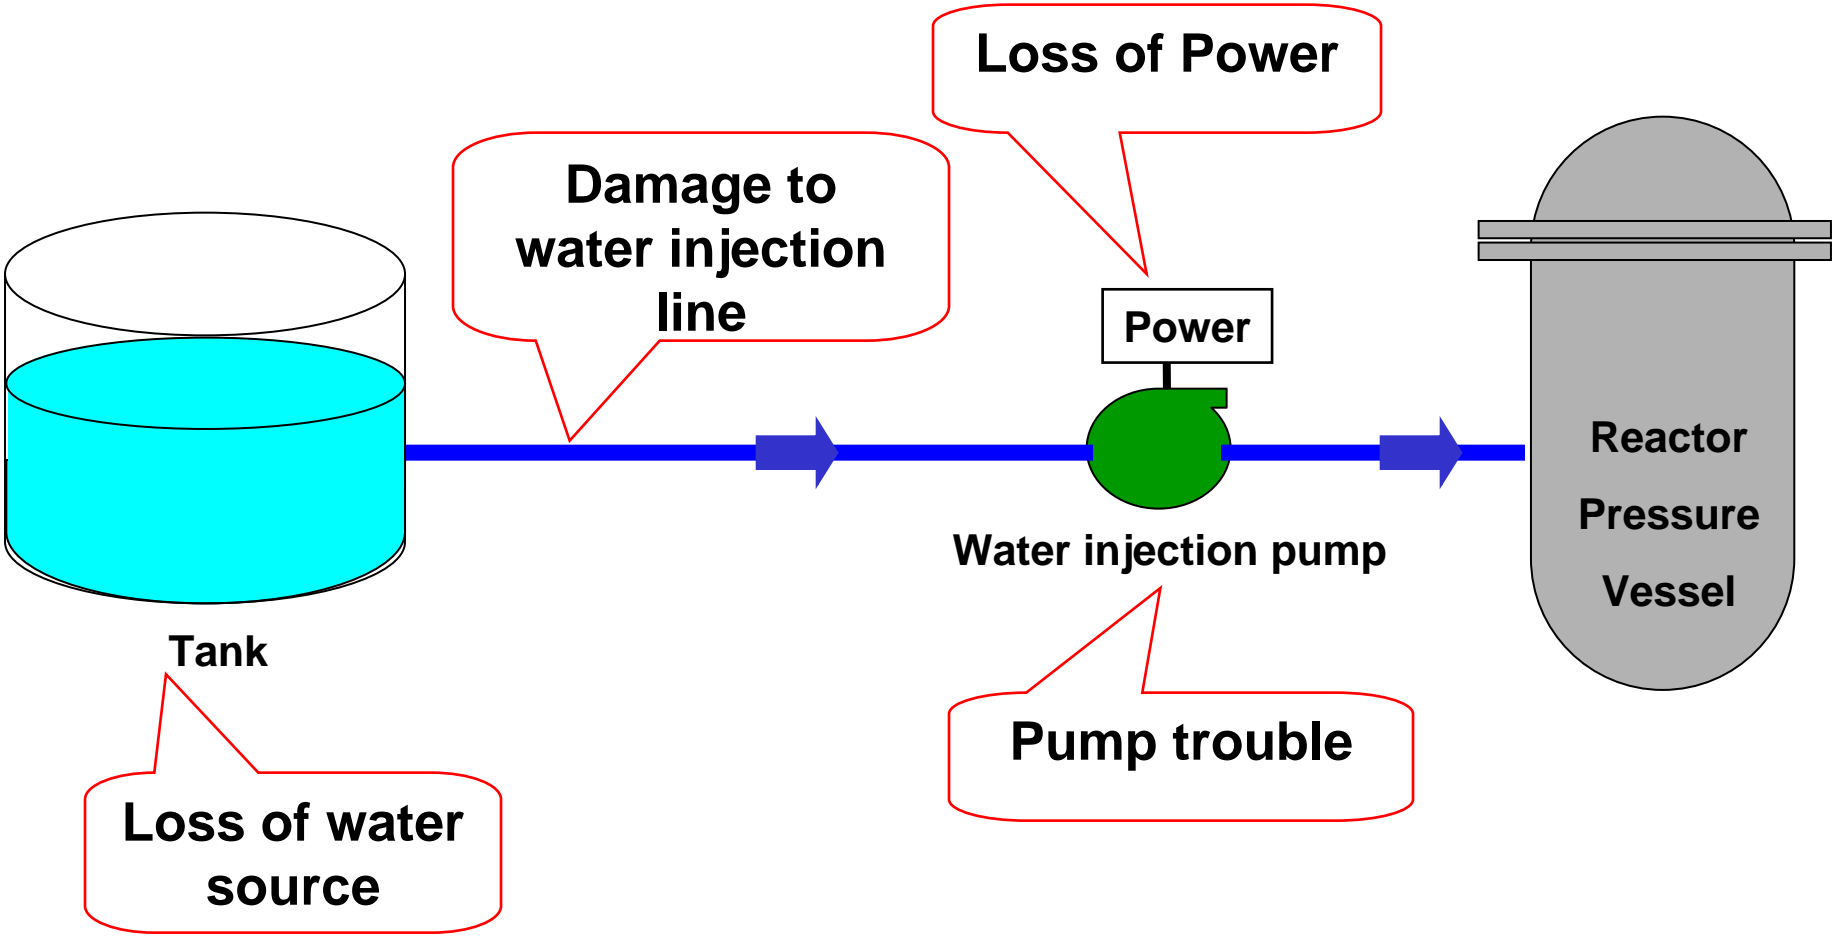 Loss of Power
Damage to
water injection
line
Power
Reactor
Pressure
Vessel
Water injection pump
Tank
Pump trouble
Loss of water
source